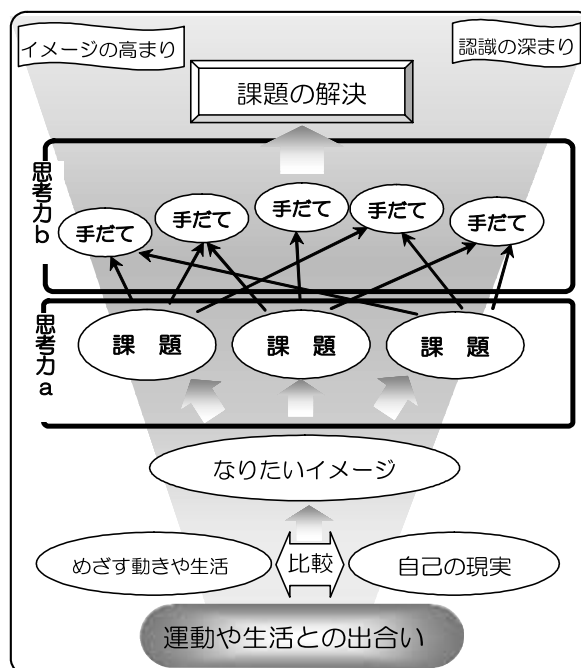 イメージの高まり
認識の深まり
課題の解決
思考力b
手だて
手だて
手だて
手だて
手だて
思考力a
課 題
課 題
課 題
なりたいイメージ
めざす動きや生活
比較
自己の現実
運動や生活との出合い